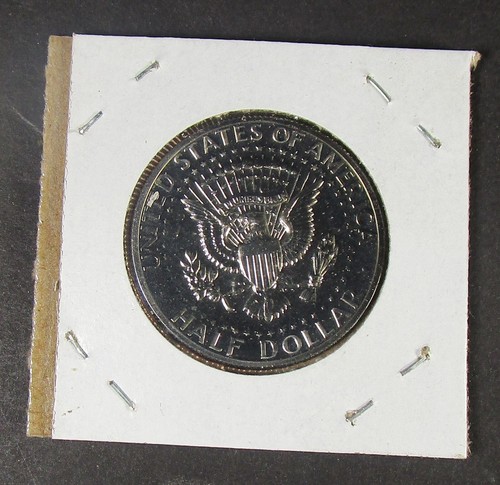 UNITED STATES OF AMERICA
HALF DOLLAR